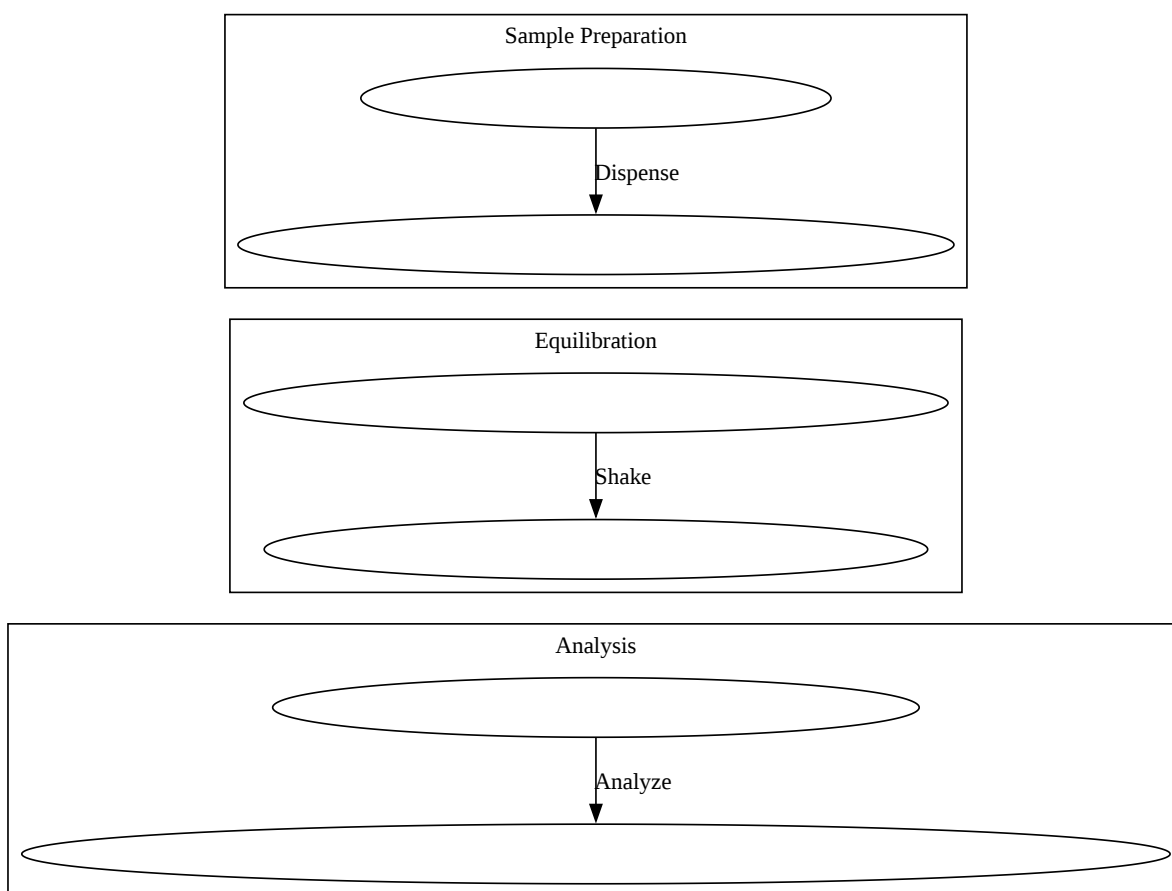 Sample Preparation
Dispense
Equilibration
Shake
Analysis
Analyze